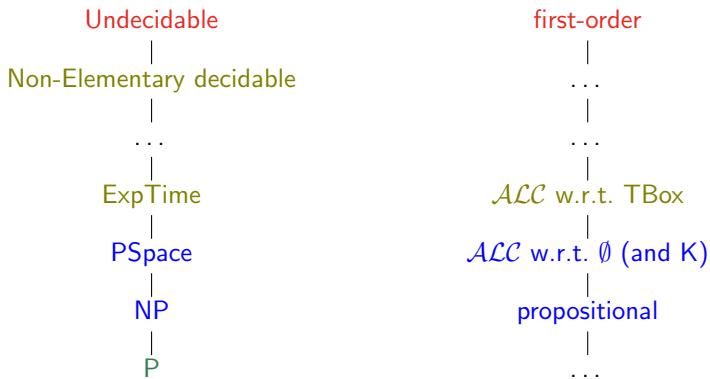 Undecidable first-order
Non-Elementary decidable . . .
. . . . . .
ExpTime 𝒜ℒ𝒞 w.r.t. TBox
PSpace 𝒜ℒ𝒞 w.r.t. ∅ (and K)
NP propositional
P . . .